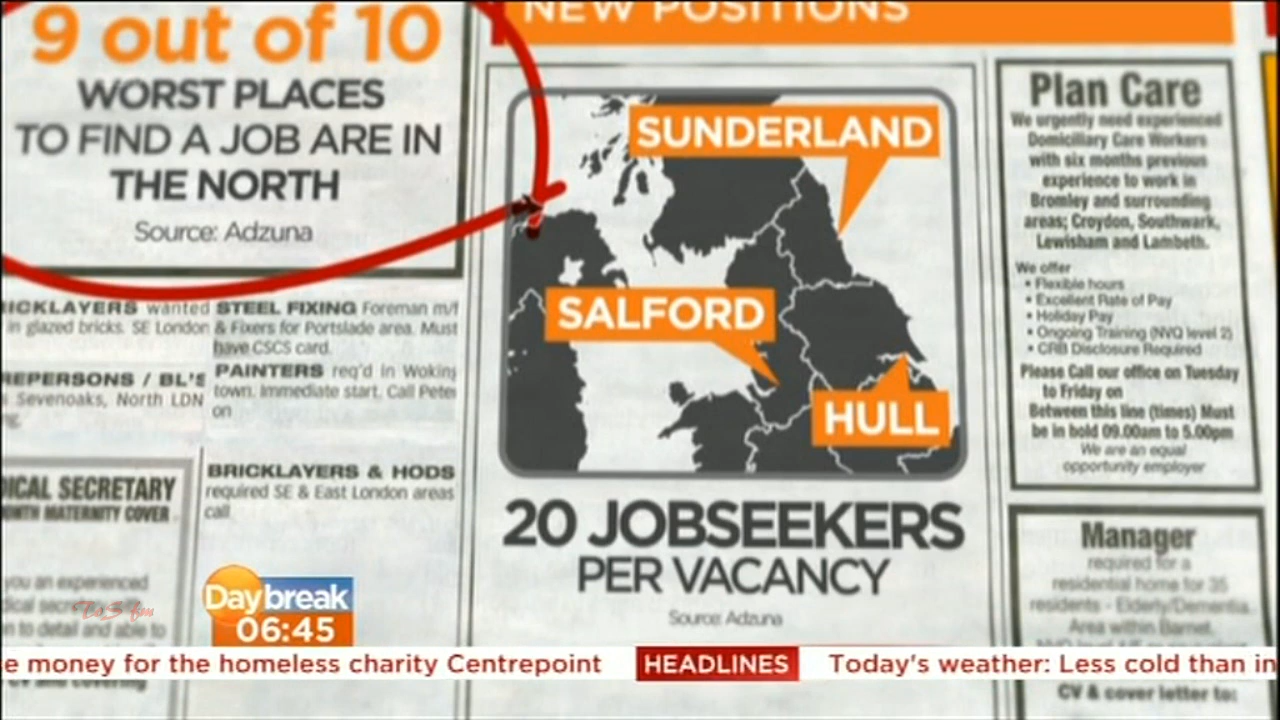 9 out of 10
WORST PLACES
TO FIND A JOB ARE IN
THE NORTH
Source: Adzuna
ICKLAYERS wanted
in glazed bricks. SE London
REPERSONS / BL'S
Sevenoaks, North LDN
STEEL FIXING Foreman m/f
& Fixers for Portslade area. Must
have CSCS card.
PAINTERS req'd in Woking
town. Immediate start. Call Peter
on
BRICKLAYERS & HODS
required SE & East London areas
call
DICAL SECRETARY
MATERNITY COVER
you an experienced
to detail and able to
CV and covering
NEW POSITIONS
SUNDERLAND
SALFORD
HULL
20 JOBSEEKERS
PER VACANCY
Source: Adzuna
Plan Care
We urgently need experienced
Domiciliary Care Workers
with six months previous
experience to work in
Bromley and surrounding
areas; Croydon, Southwark,
Lewisham and Lambeth.
We offer
• Flexible hours
• Excellent Rate of Pay
• Holiday Pay
• Ongoing Training (NVQ level 2)
• CRB Disclosure Required
Please Call our office on Tuesday
to Friday on
Between this line (times) Must
be in hold 09.00am to 5.00pm
We are an equal
opportunity employer
Manager
required for a
residential home for 35
residents - Elderly/Dementia.
Area within Barnet.
CV & cover letter to:
Daybreak
06:45
e money for the homeless charity Centrepoint HEADLINES Today's weather: Less cold than in